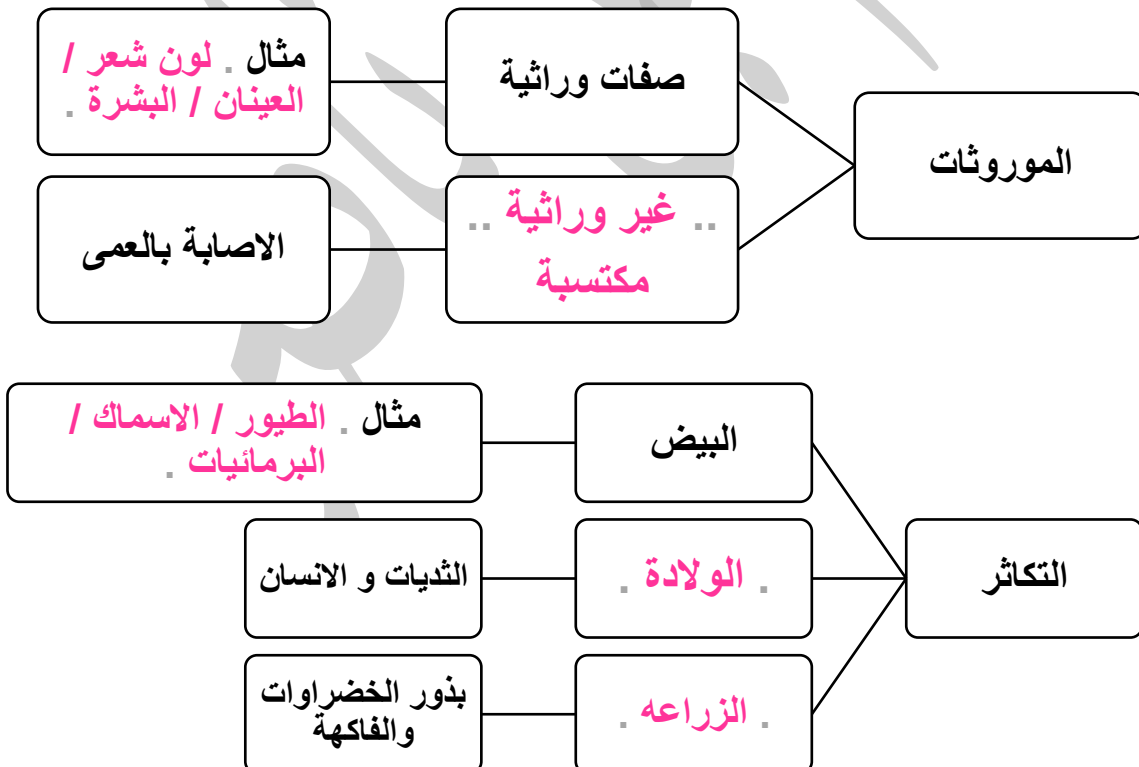 الموروثات
صفات وراثية
مثال . لون شعر /
العينان / البشرة .
.. غير وراثية ..
مكتسبة
الاصابة بالعمى
التكاثر
البيض
مثال . الطيور / الاسماك /
البرمائيات .
. الولادة .
الثديات و الانسان
. الزراعه .
بذور الخضراوات
والفاكهة